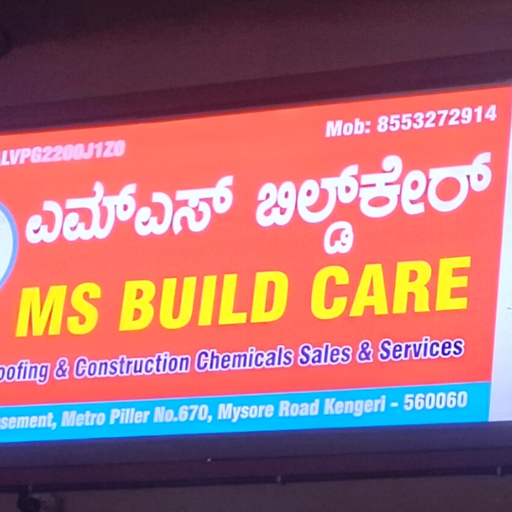 LVPG2200J1Z0
Mob: 8553272914
ಎಮ್ಎಸ್ ಬಿಲ್ಡ್‌ಕೇರ್
MS BUILD CARE
oofing & Construction Chemicals Sales & Services
sement, Metro Piller No.670, Mysore Road Kengeri - 560060